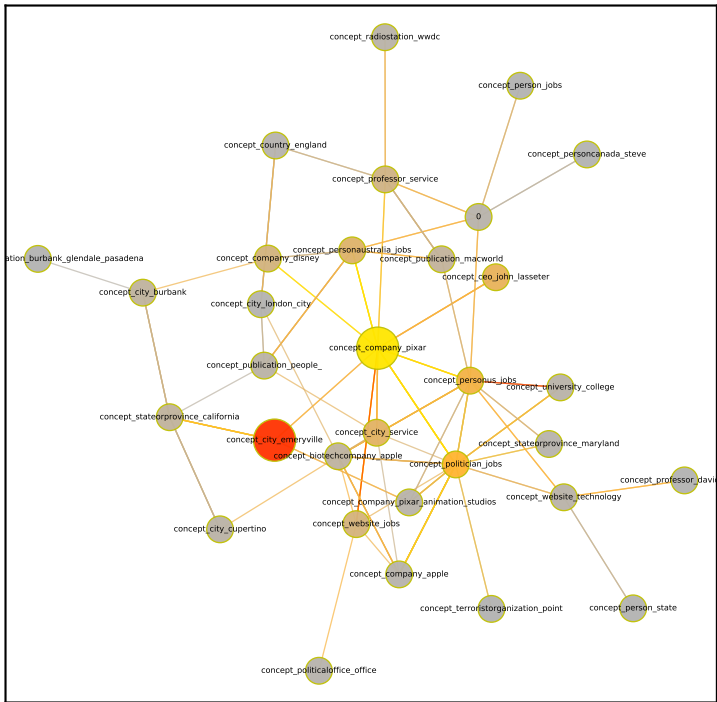 concept_radiostation_wwdc
concept_person_jobs
concept_country_england
concept_personcanada_steve
concept_professor_service
0
concept_personaustralia_jobs
ation_burbank_glendale_pasadena
concept_company_disney
concept_publication_macworld
concept_ceo_john_lasseter
concept_city_burbank
concept_city_london_city
concept_company_pixar
concept_publication_people_
concept_personus_jobs
concept_university_college
concept_stateorprovince_california
concept_city_service
concept_city_emeryville
concept_stateorprovince_maryland
concept_biotechcompany_apple
concept_politician_jobs
concept_professor_davi
concept_website_technology
concept_company_pixar_animation_studios
concept_website_jobs
concept_city_cupertino
concept_company_apple
concept_terroristorganization_point
concept_person_state
concept_politicaloffice_office